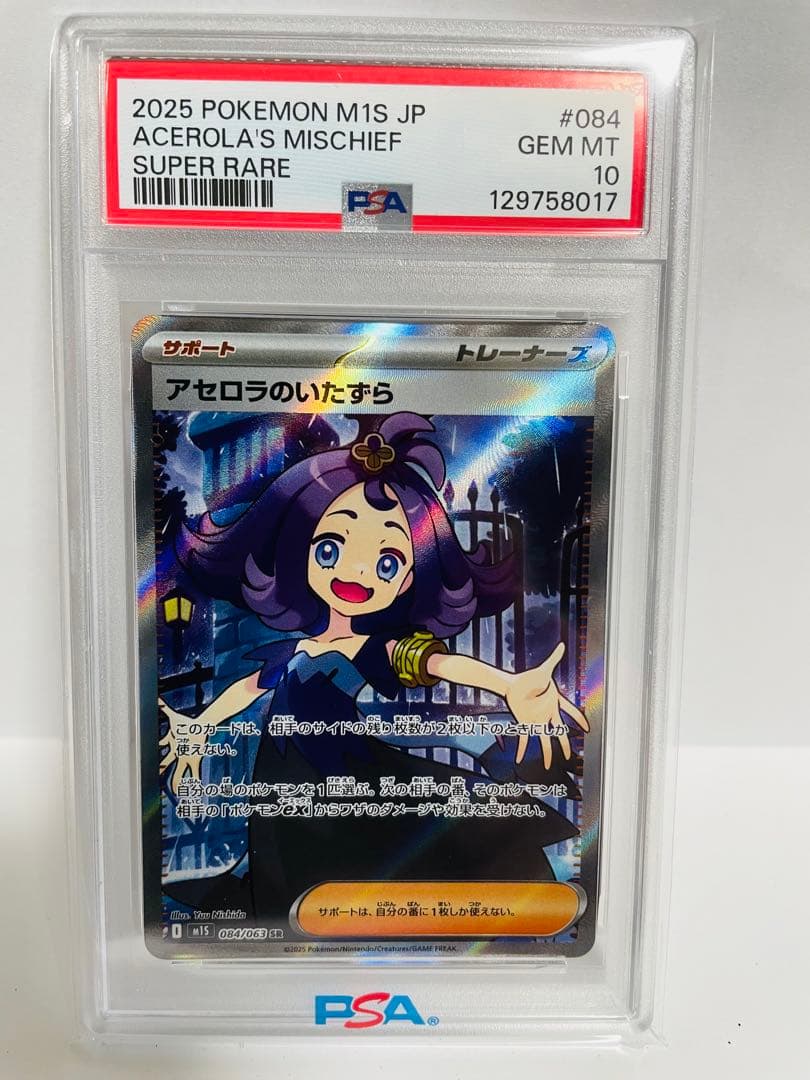 2025 POKEMON M1S JP #084
ACEROLA'S MISCHIEF GEM MT
SUPER RARE 10
PSA 129758017
サポート トレーナーズ
アセロラのいたずら
このカードは、相手のサイドの残り枚数が2枚以下のときにしか
使えない。
自分の場のポケモンを1匹選ぶ。次の相手の番、そのポケモンは
相手の「ポケモンex」からワザのダメージや効果を受けない。
サポートは、自分の番に1枚しか使えない。
Illus. Yuu Nishida
I M1S 084/063 SR
©2025 Pokémon/Nintendo/Creatures/GAME FREAK.
PSA®